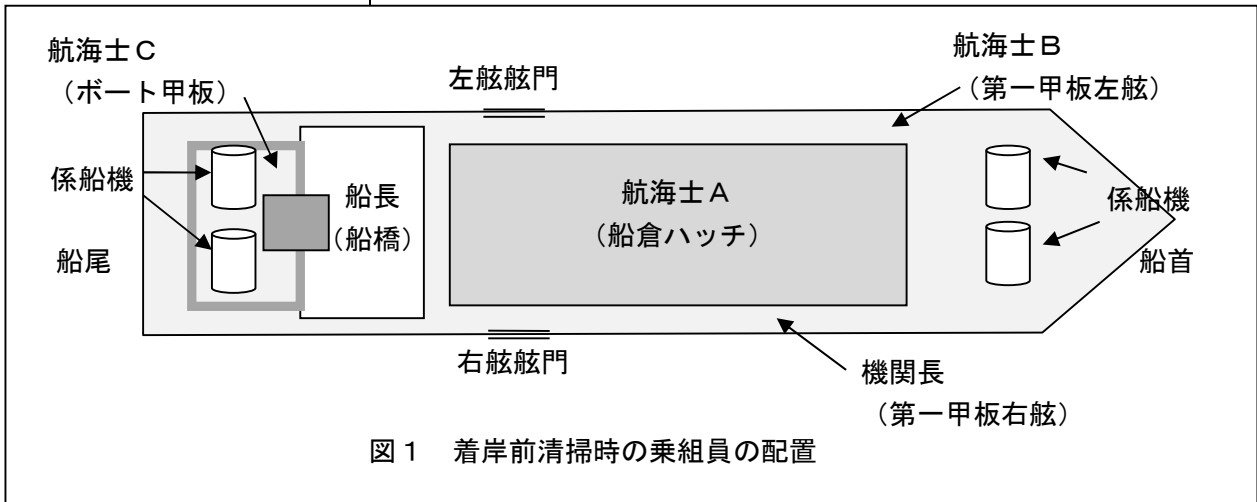 航海士Ｃ
（ボート甲板）
左舷舷門
航海士Ｂ
（第一甲板左舷）
係船機
船尾
船長
（船橋）
航海士Ａ
（船倉ハッチ）
係船機
船首
右舷舷門
機関長
（第一甲板右舷）
図１　着岸前清掃時の乗組員の配置